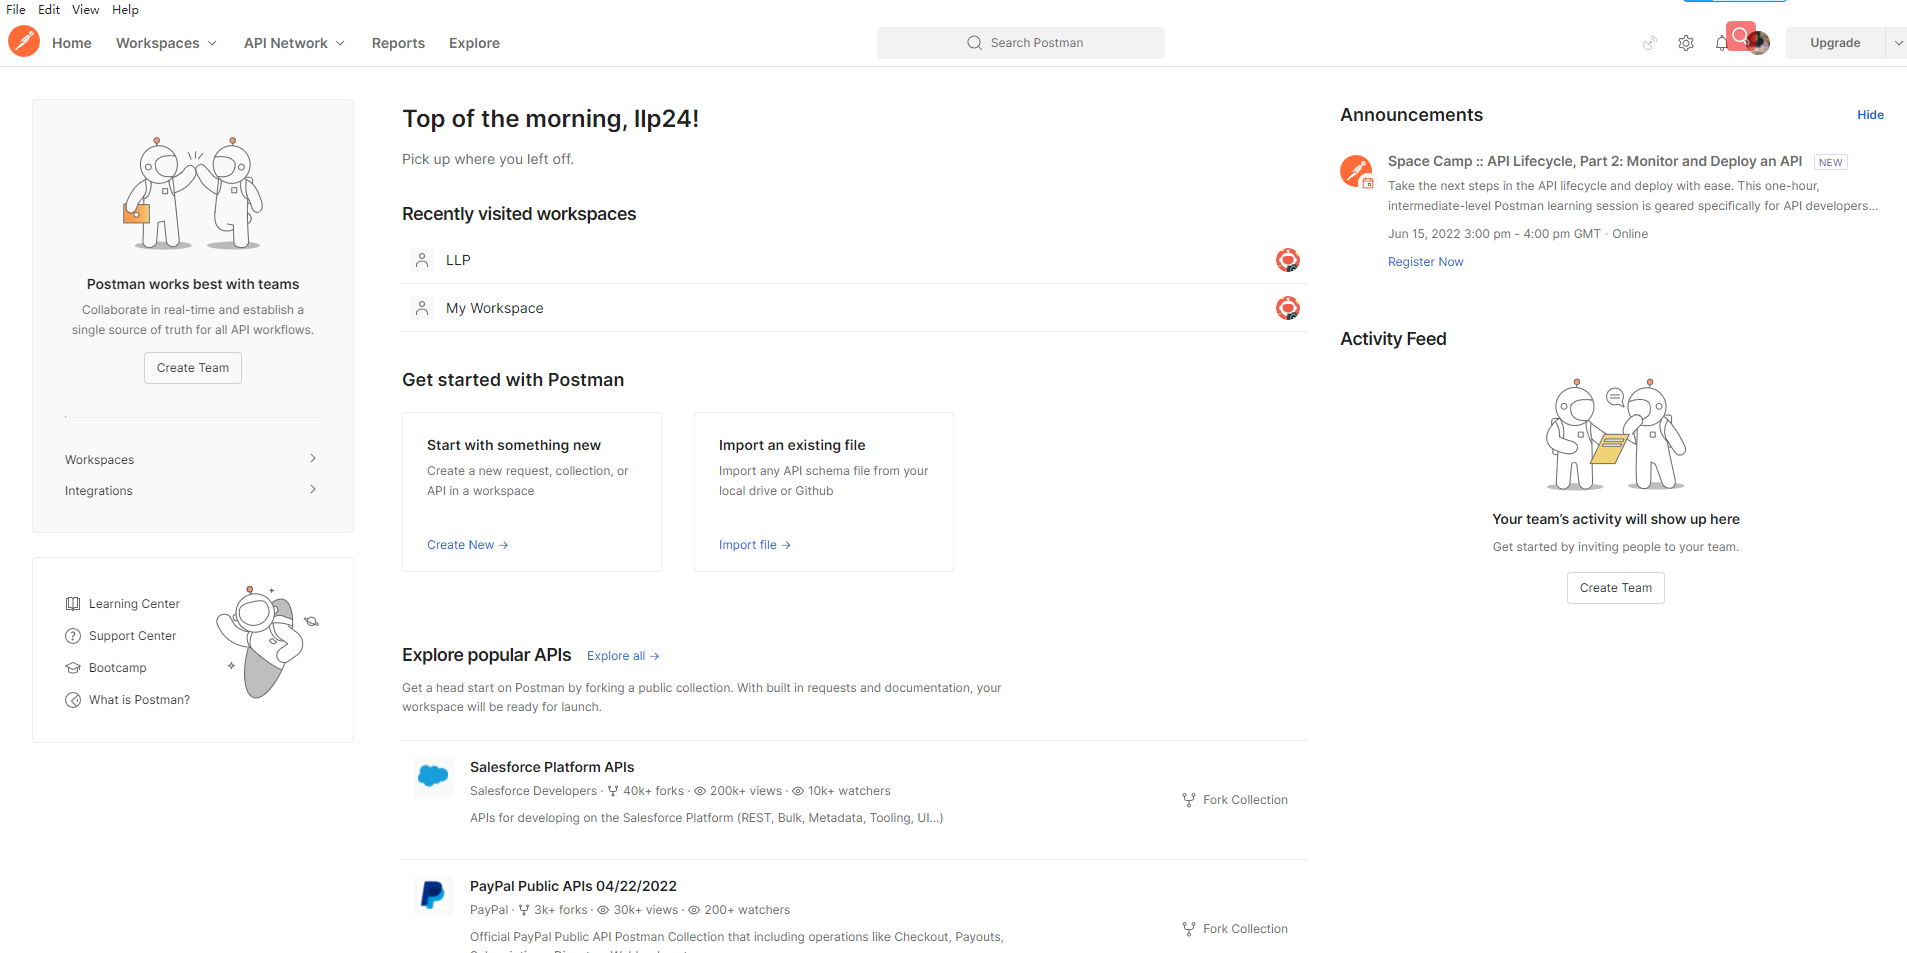 File Edit View Help
Home Workspaces API Network Reports Explore Search Postman Upgrade
Postman works best with teams
Collaborate in real-time and establish a
single source of truth for all API workflows.
Create Team
Workspaces
Integrations
Learning Center
Support Center
Bootcamp
What is Postman?
Top of the morning, llp24!
Pick up where you left off.
Recently visited workspaces
LLP
My Workspace
Get started with Postman
Start with something new
Create a new request, collection, or
API in a workspace
Create New →
Import an existing file
Import any API schema file from your
local drive or Github
Import file →
Explore popular APIs Explore all →
Get a head start on Postman by forking a public collection. With built in requests and documentation, your
workspace will be ready for launch.
Salesforce Platform APIs
Salesforce Developers · 40k+ forks · 200k+ views · 10k+ watchers
APIs for developing on the Salesforce Platform (REST, Bulk, Metadata, Tooling, UI...)
Fork Collection
PayPal Public APIs 04/22/2022
PayPal · 3k+ forks · 30k+ views · 200+ watchers
Official PayPal Public API Postman Collection that including operations like Checkout, Payouts,
Fork Collection
Announcements Hide
Space Camp :: API Lifecycle, Part 2: Monitor and Deploy an API NEW
Take the next steps in the API lifecycle and deploy with ease. This one-hour,
intermediate-level Postman learning session is geared specifically for API developers...
Jun 15, 2022 3:00 pm - 4:00 pm GMT · Online
Register Now
Activity Feed
Your team's activity will show up here
Get started by inviting people to your team.
Create Team